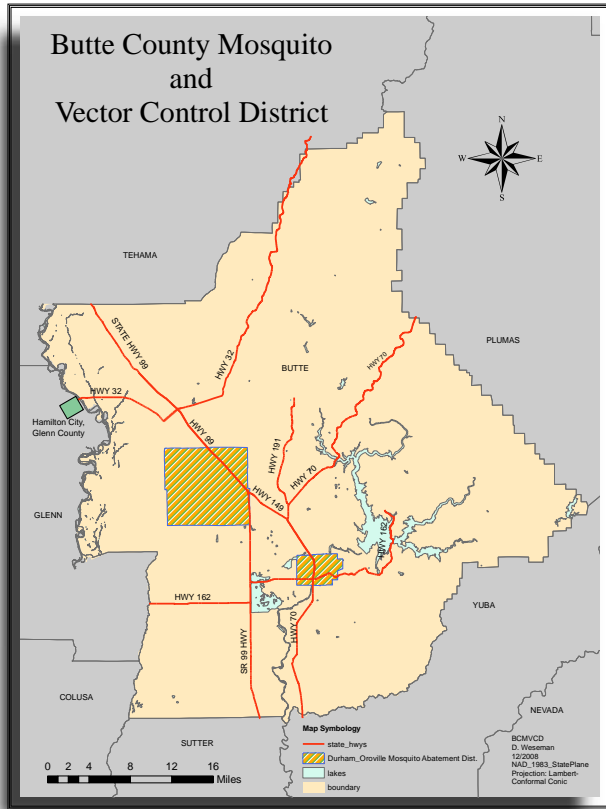 Butte County Mosquito
and
Vector Control District
N
W
E
S
TEHAMA
PLUMAS
STATE HWY 99
HWY 32
HWY 70
BUTTE
HWY 32
Hamilton City,
Glenn County
HWY 99
HWY 191
HWY 70
HWY 149
GLENN
HWY 162
HWY 162
YUBA
SR 99 HWY
HWY 70
COLUSA
NEVADA
SUTTER
Map Symbology
state_hwys
Durham_Oroville Mosquito Abatement Dist.
lakes
boundary
BCMVCD
D. Weseman
12/2008
NAD_1983_StatePlane
Projection: Lambert-
Conformal Conic
0 2 4 8 12 16
Miles